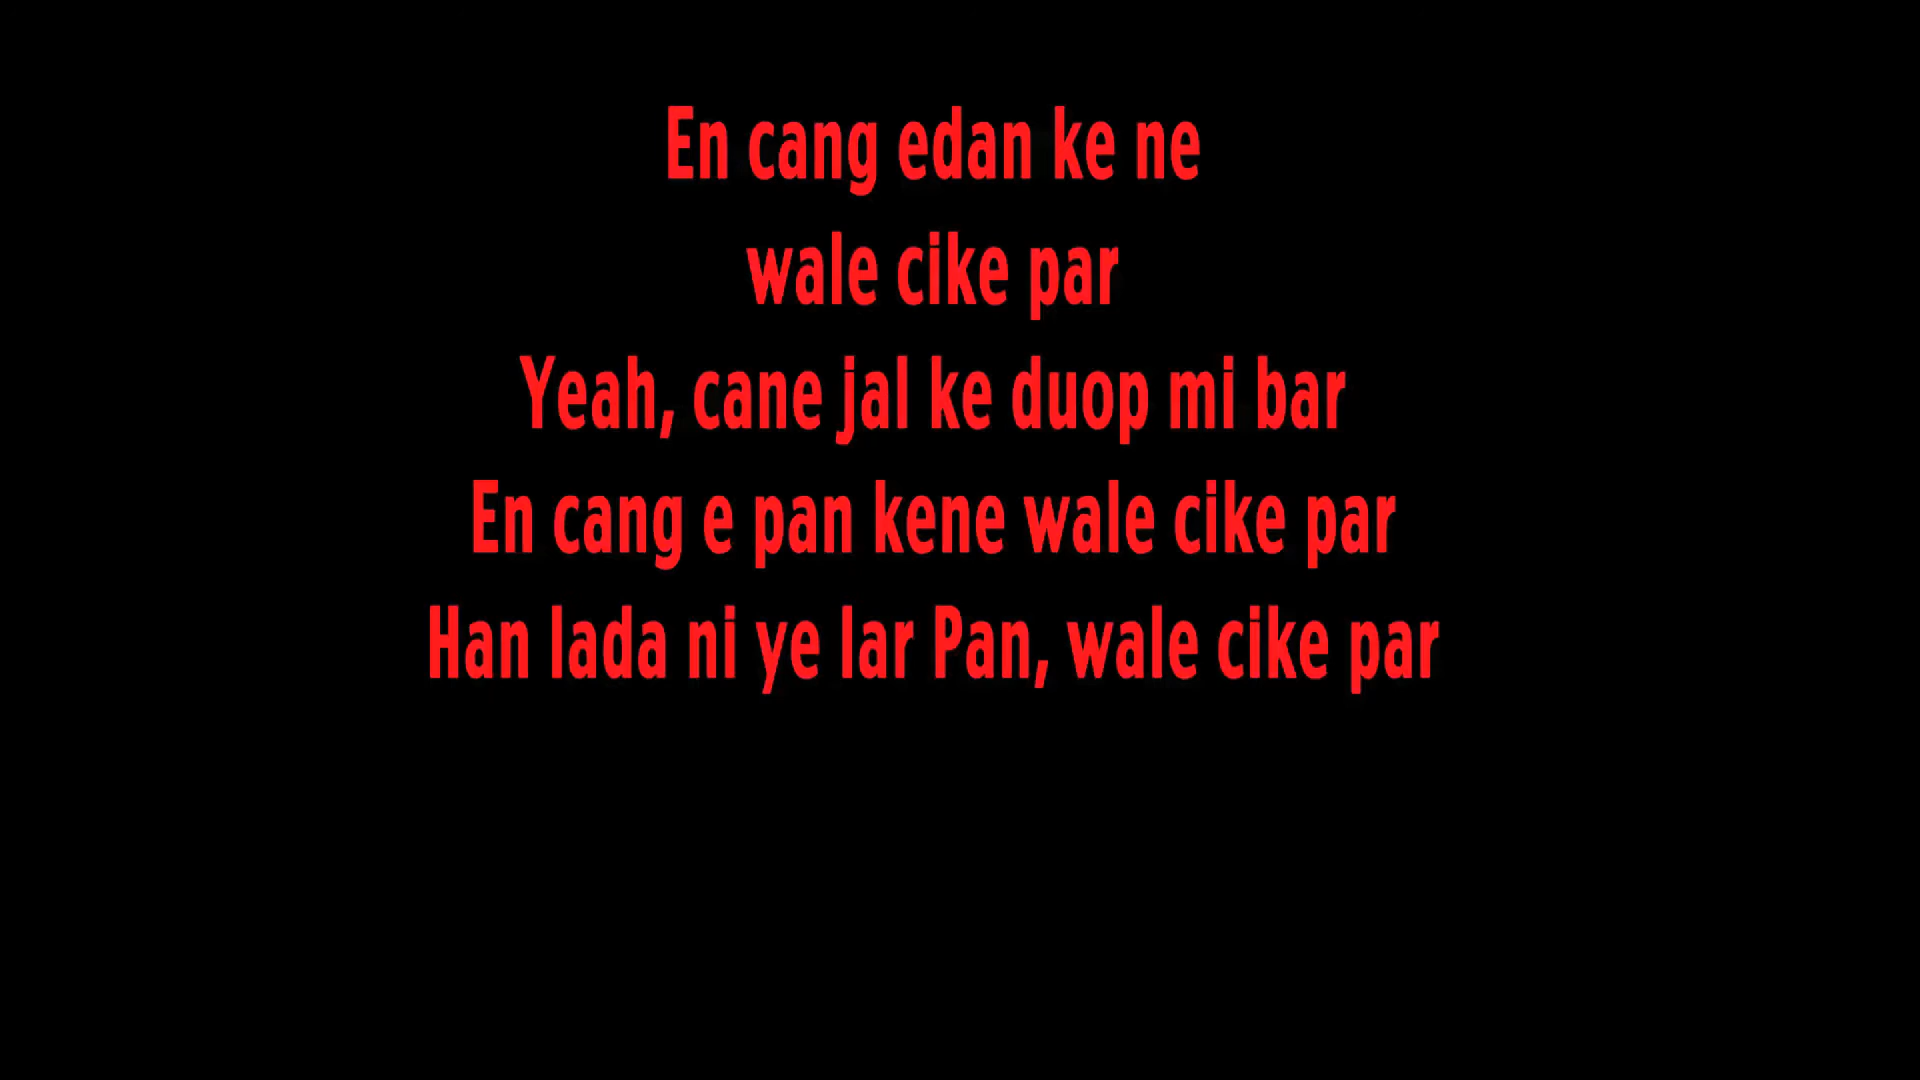 En cang edan ke ne
wale cike par
Yeah, cane jal ke duop mi bar
En cang e pan kene wale cike par
Han lada ni ye lar Pan, wale cike par